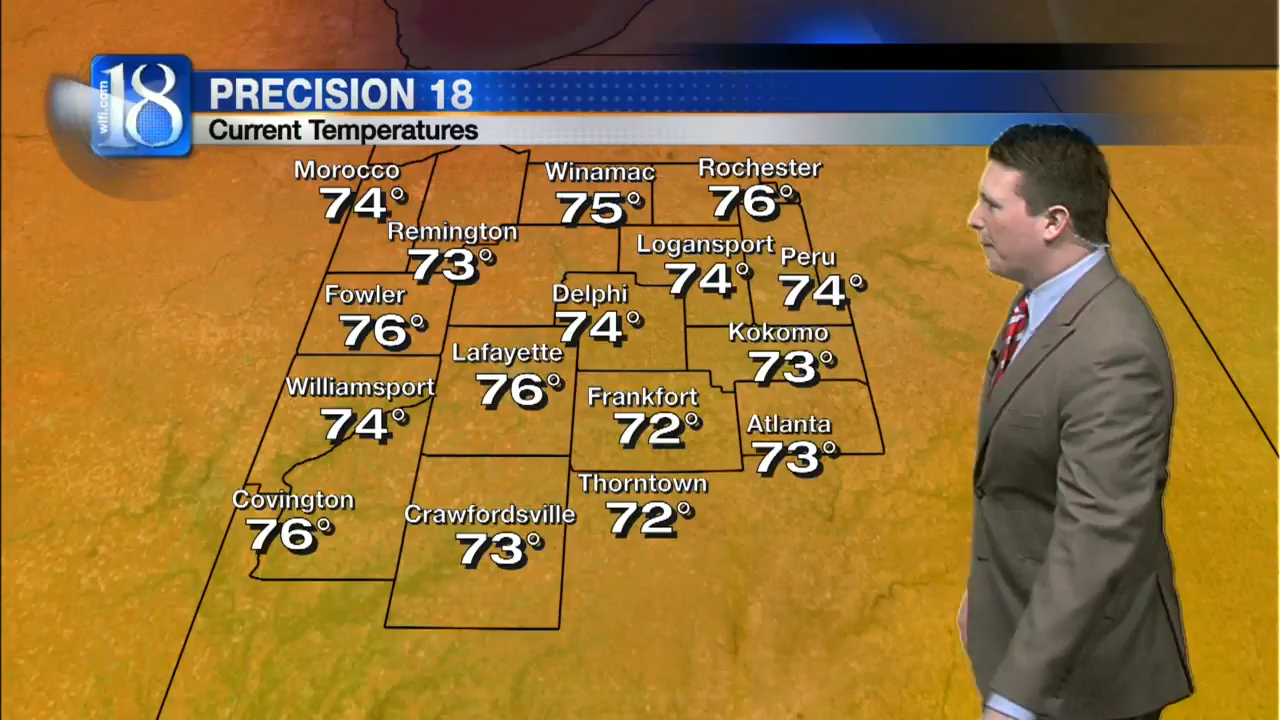 wlfi.com
18
PRECISION 18
Current Temperatures
Morocco
74°
Winamac
75°
Rochester
76°
Remington
73°
Logansport
74°
Peru
74°
Fowler
76°
Delphi
74°
Kokomo
73°
Lafayette
76°
Williamsport
74°
Frankfort
72°
Atlanta
73°
Covington
76°
Crawfordsville
73°
Thorntown
72°